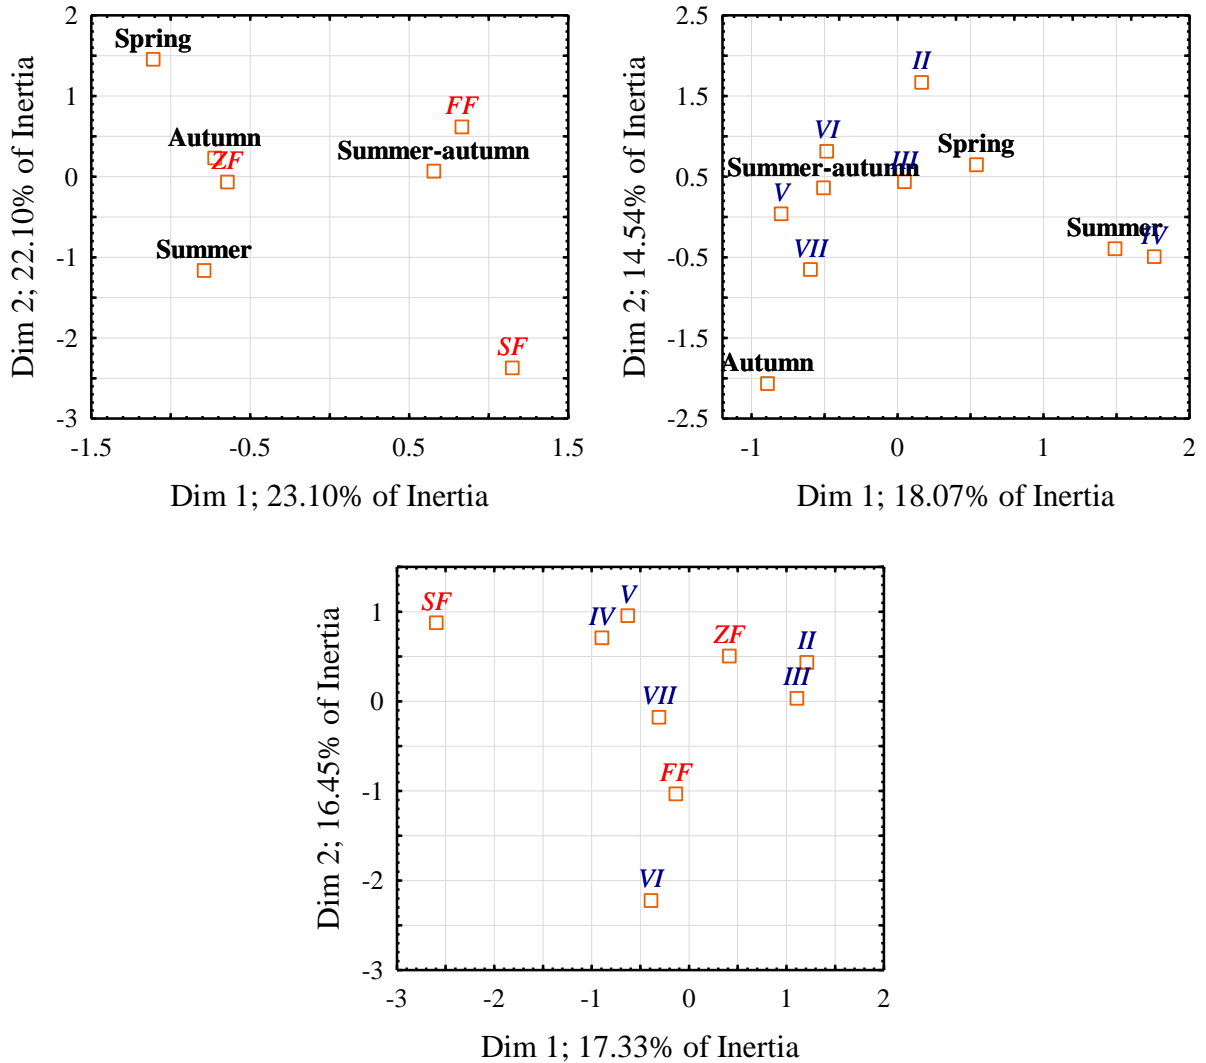 2
1
0
-1
-2
-3
Dim 2; 22.10% of Inertia
Spring
FF
Autumn
ZF
Summer-autumn
Summer
SF
-1.5
-0.5
0.5
1.5
Dim 1; 23.10% of Inertia
2.5
1.5
0.5
-0.5
-1.5
-2.5
Dim 2; 14.54% of Inertia
II
VI
Spring
III
Summer-autumn
V
Summer
IV
VII
Autumn
-1
0
1
2
Dim 1; 18.07% of Inertia
1
0
-1
-2
-3
Dim 2; 16.45% of Inertia
V
SF
IV
ZF
II
III
VII
FF
VI
-3
-2
-1
0
1
2
Dim 1; 17.33% of Inertia